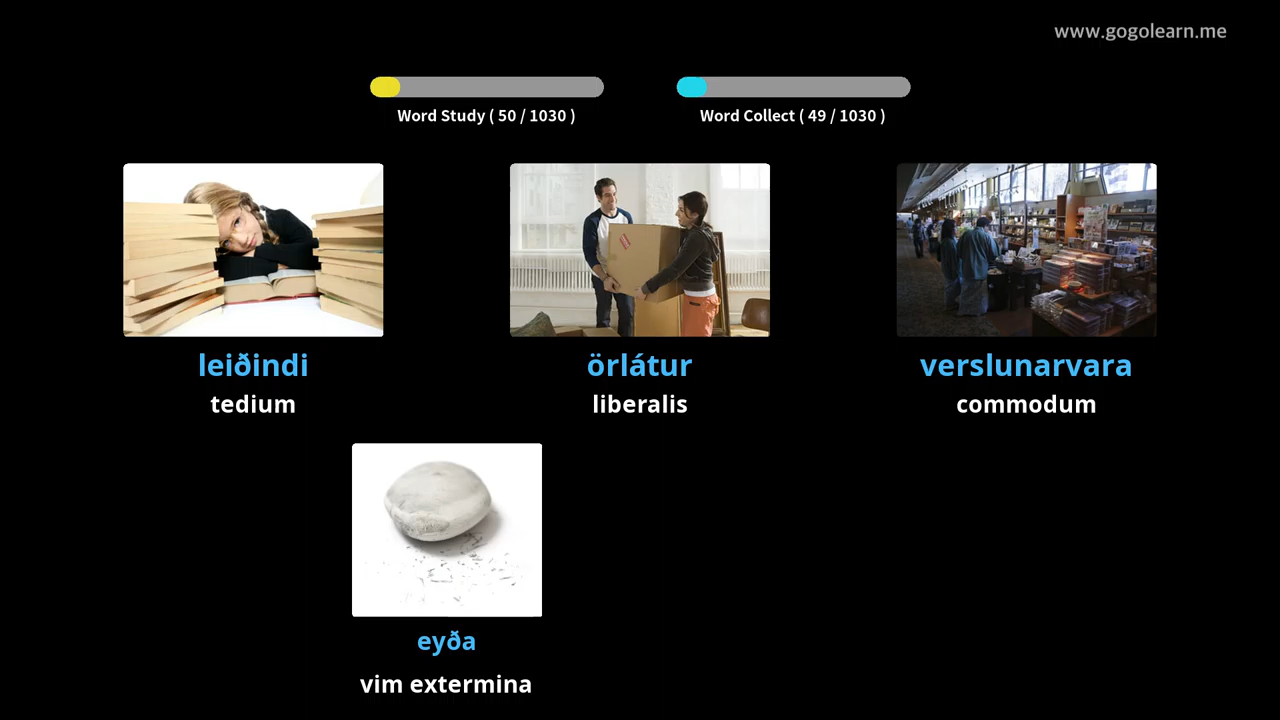 www.gogolearn.me
Word Study ( 50 / 1030 )
Word Collect ( 49 / 1030 )
leiðindi
tedium
örlátur
liberalis
verslunarvara
commodum
eyða
vim extermina